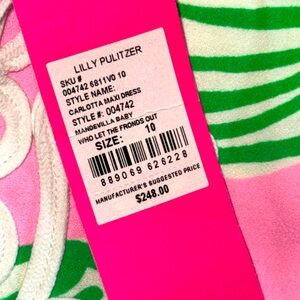 LILLY PULITZER
SKU #
004742 6811V0 10
STYLE NAME:
CARLOTTA MAXI DRESS
STYLE #: 004742
MANDEVILLA BABY
WHO LET THE FRONDS OUT
SIZE: 10
889069 626228
MANUFACTURER'S SUGGESTED PRICE
$248.00